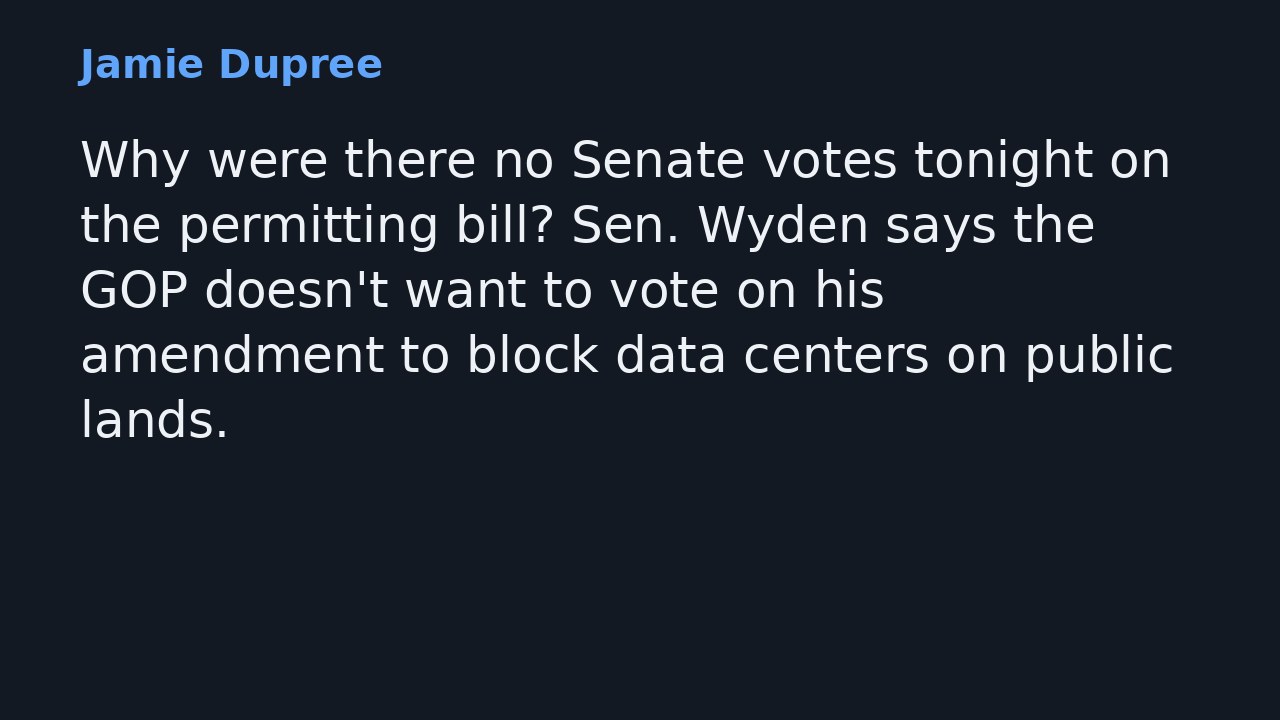 Jamie Dupree
Why were there no Senate votes tonight on
the permitting bill? Sen. Wyden says the
GOP doesn't want to vote on his
amendment to block data centers on public
lands.